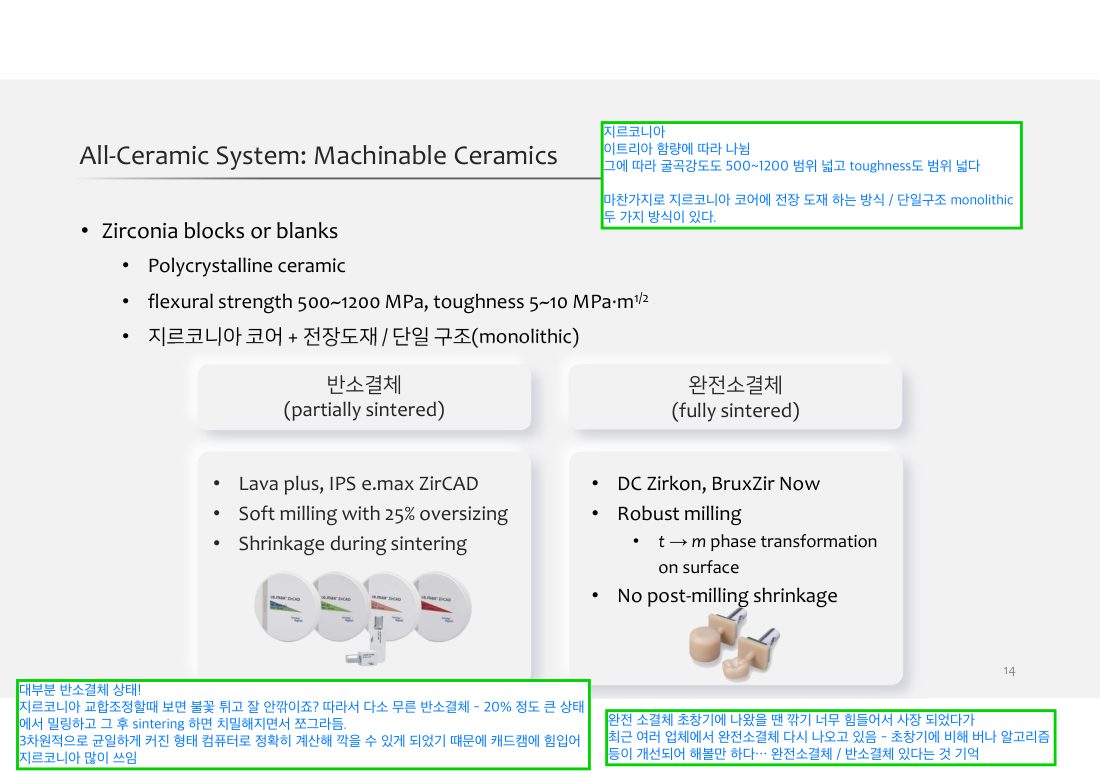 All-Ceramic System: Machinable Ceramics
지르코니아
이트리아 함량에 따라 나뉨
그에 따라 굴곡강도도 500~1200 범위 넓고 toughness도 범위 넓다
마찬가지로 지르코니아 코어에 전장 도재 하는 방식 / 단일구조 monolithic
두 가지 방식이 있다.
• Zirconia blocks or blanks
• Polycrystalline ceramic
• flexural strength 500~1200 MPa, toughness 5~10 MPa·m¹/²
• 지르코니아 코어 + 전장도재 / 단일 구조(monolithic)
반소결체
(partially sintered)
• Lava plus, IPS e.max ZirCAD
• Soft milling with 25% oversizing
• Shrinkage during sintering
완전소결체
(fully sintered)
• DC Zirkon, BruxZir Now
• Robust milling
• t → m phase transformation
on surface
• No post-milling shrinkage
14
대부분 반소결체 상태!
지르코니아 교합조정할때 보면 불꽃 튀고 잘 안깎이죠? 따라서 다소 무른 반소결체 – 20% 정도 큰 상태
에서 밀링하고 그 후 sintering 하면 치밀해지면서 쪼그라듬.
3차원적으로 균일하게 커진 형태 컴퓨터로 정확히 계산해 깍을 수 있게 되었기 때문에 캐드캠에 힘입어
지르코니아 많이 쓰임
완전 소결체 초창기에 나왔을 땐 깎기 너무 힘들어서 사장 되었다가
최근 여러 업체에서 완전소결체 다시 나오고 있음 – 초창기에 비해 버나 알고리즘
등이 개선되어 해볼만 하다… 완전소결체 / 반소결체 있다는 것 기억